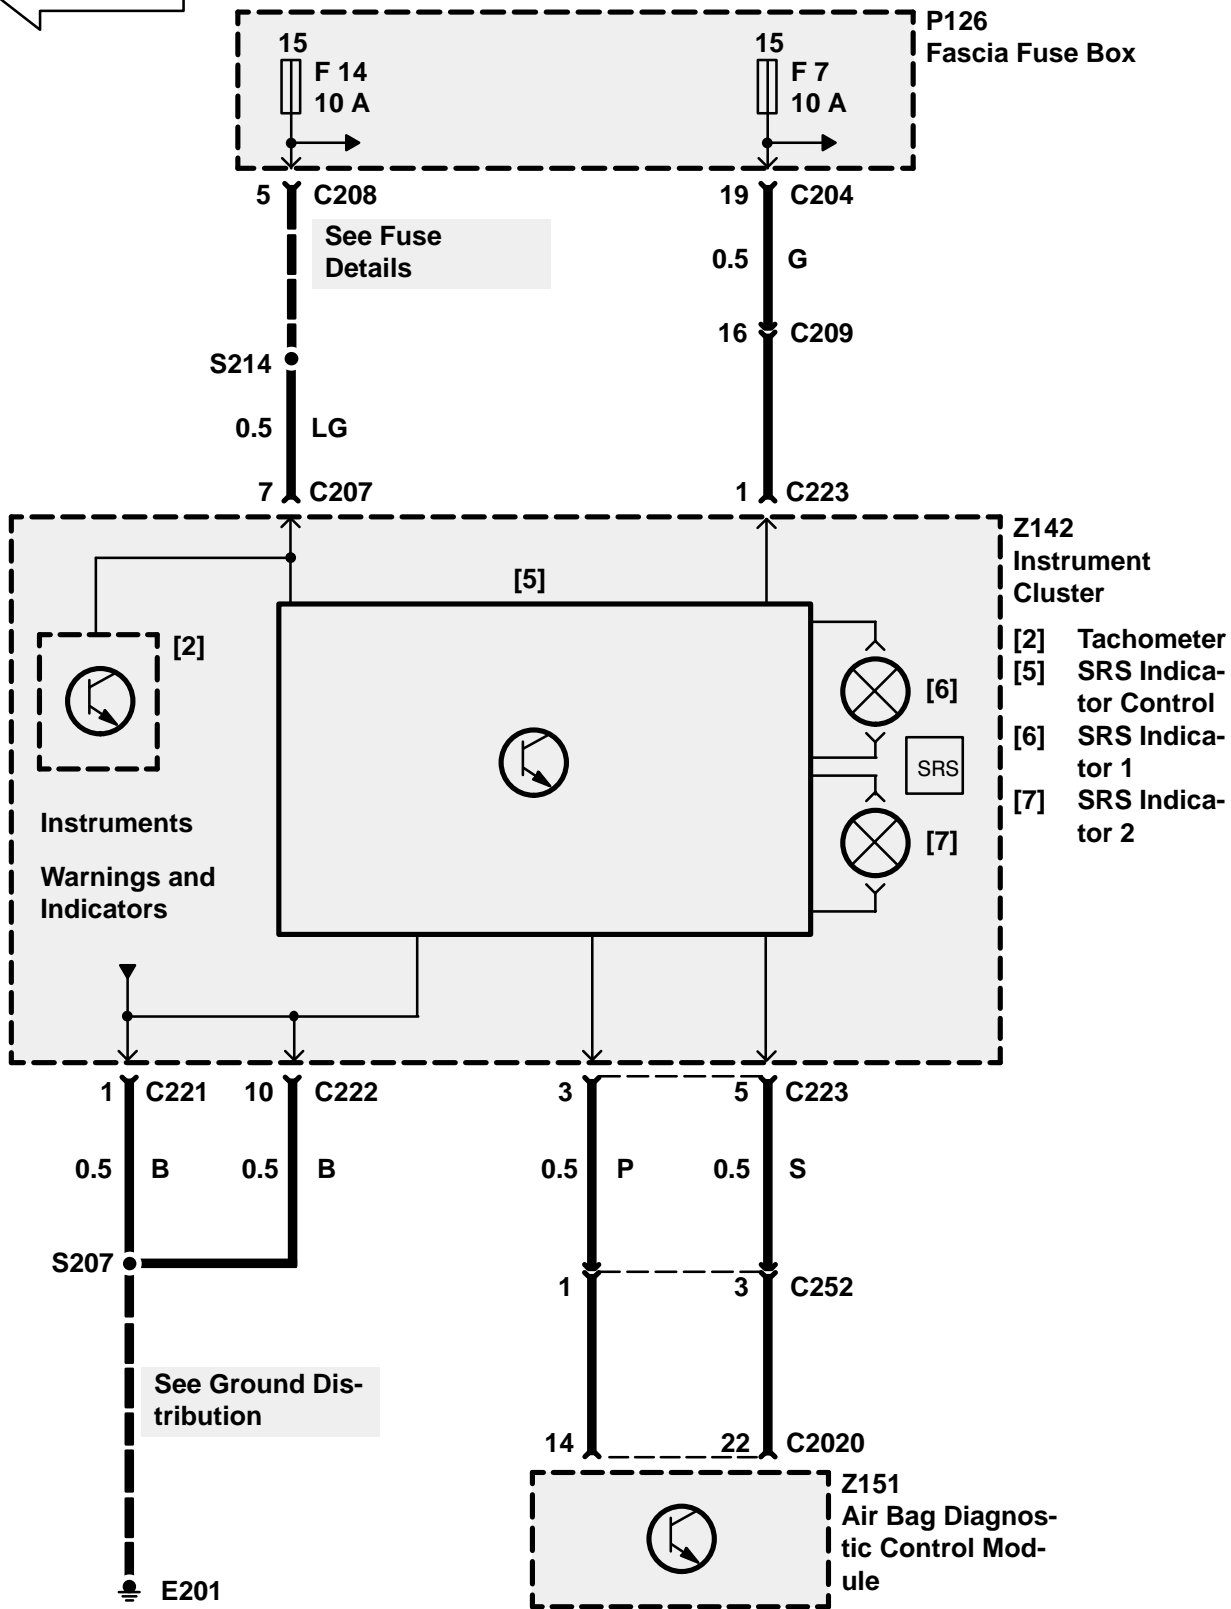 P126
Fascia Fuse Box
15
F 14
10 A
15
F 7
10 A
5 C208
19 C204
See Fuse
Details
0.5 G
16 C209
S214
0.5 LG
7 C207
1 C223
Z142
Instrument
Cluster
[5]
[2] Tachometer
[5] SRS Indica-
tor Control
[6] SRS Indica-
tor 1
[7] SRS Indica-
tor 2
[2]
[6]
SRS
[7]
Instruments
Warnings and
Indicators
1 C221
10 C222
3
5 C223
0.5 B
0.5 B
0.5 P
0.5 S
S207
1
3 C252
See Ground Dis-
tribution
14
22 C2020
Z151
Air Bag Diagnos-
tic Control Mod-
ule
E201